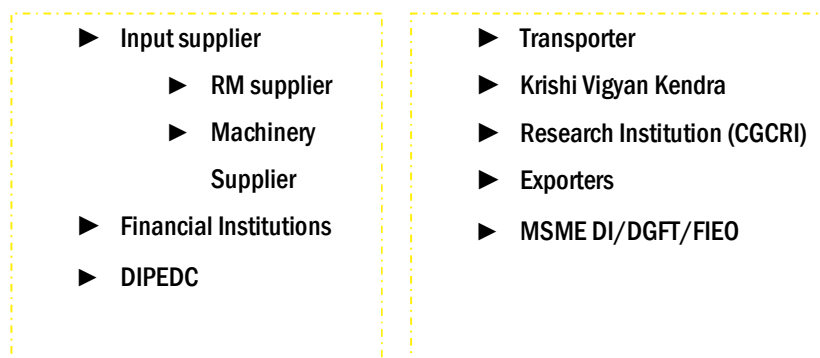 ► Input supplier
► RM supplier
► Machinery
Supplier
► Financial Institutions
► DIPEDC
► Transporter
► Krishi Vigyan Kendra
► Research Institution (CGCRI)
► Exporters
► MSME DI/DGFT/FIEO